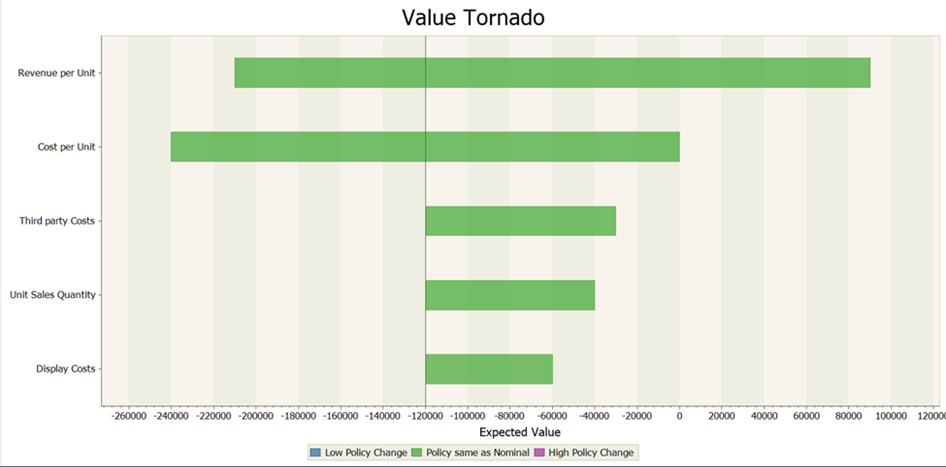 Value Tornado
Revenue per Unit
Cost per Unit
Third party Costs
Unit Sales Quantity
Display Costs
-260000 -240000 -220000 -200000 -180000 -160000 -140000 -120000 -100000 -80000 -60000 -40000 -20000 0 20000 40000 60000 80000 100000 120000
Expected Value
Low Policy Change Policy same as Nominal High Policy Change